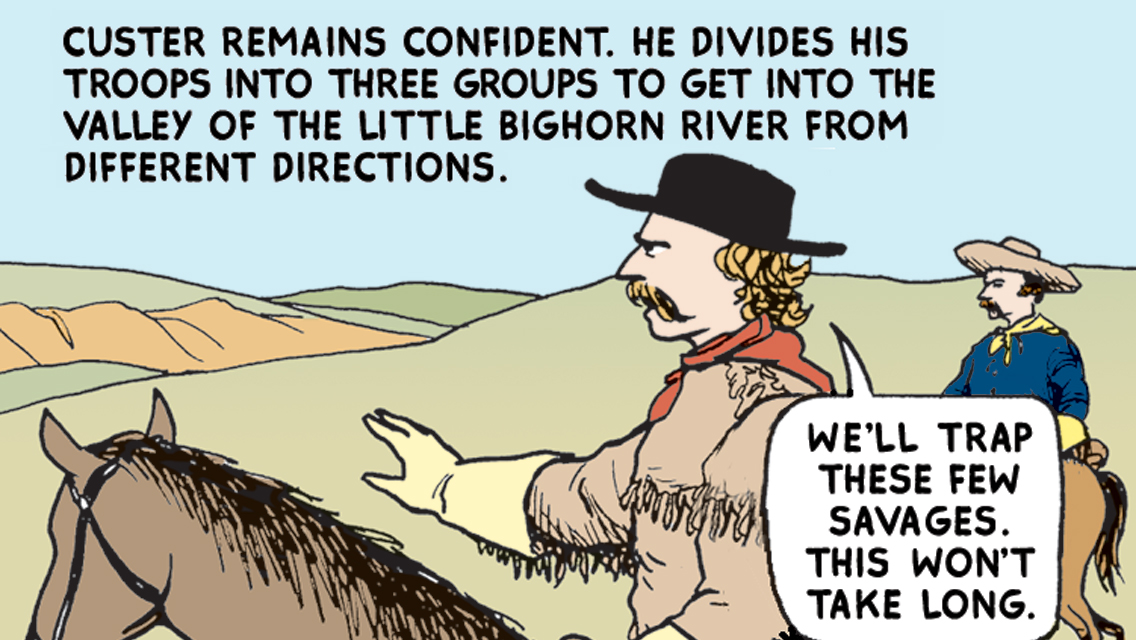 CUSTER REMAINS CONFIDENT. HE DIVIDES HIS
TROOPS INTO THREE GROUPS TO GET INTO THE
VALLEY OF THE LITTLE BIGHORN RIVER FROM
DIFFERENT DIRECTIONS.
WE'LL TRAP
THESE FEW
SAVAGES.
THIS WON'T
TAKE LONG.